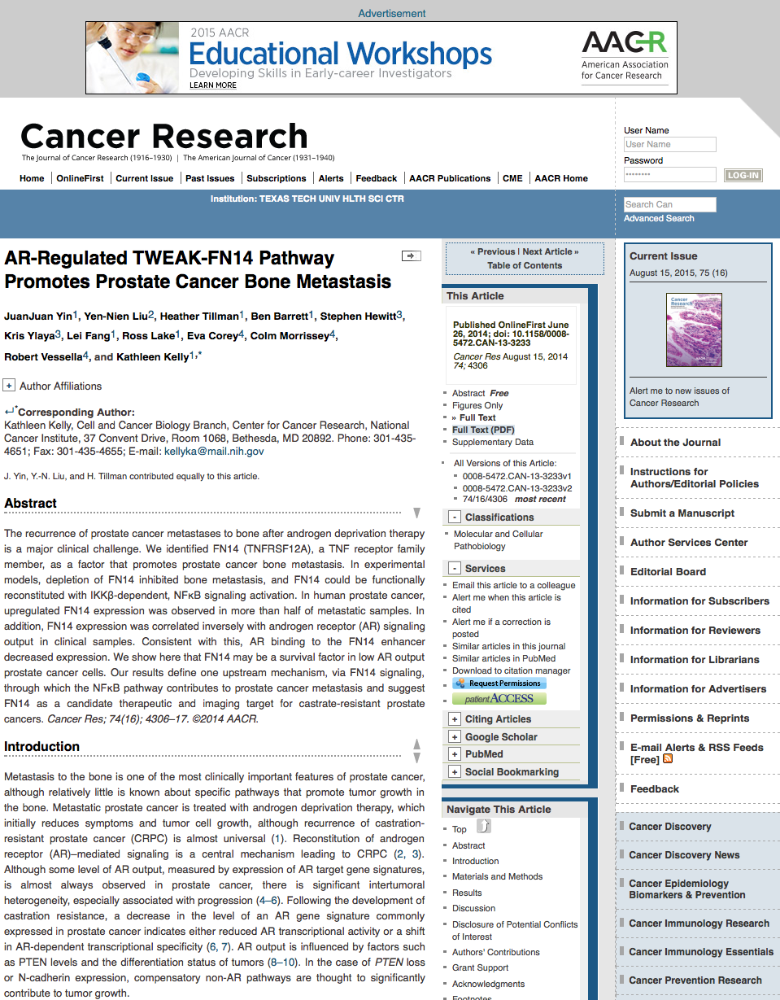 Advertisement
2015 AACR
Educational Workshops
Developing Skills in Early-career Investigators
LEARN MORE
AACR
American Association
for Cancer Research
Cancer Research
The Journal of Cancer Research (1916–1930) | The American Journal of Cancer (1931–1940)
Home | OnlineFirst | Current Issue | Past Issues | Subscriptions | Alerts | Feedback | AACR Publications | CME | AACR Home
User Name
User Name
Password
LOG-IN
Institution: TEXAS TECH UNIV HLTH SCI CTR
Search Can
Advanced Search
AR-Regulated TWEAK-FN14 Pathway
Promotes Prostate Cancer Bone Metastasis
JuanJuan Yin1, Yen-Nien Liu2, Heather Tillman1, Ben Barrett1, Stephen Hewitt3,
Kris Ylaya3, Lei Fang1, Ross Lake1, Eva Corey4, Colm Morrissey4,
Robert Vessella4, and Kathleen Kelly1,*
+ Author Affiliations
↵*Corresponding Author:
Kathleen Kelly, Cell and Cancer Biology Branch, Center for Cancer Research, National
Cancer Institute, 37 Convent Drive, Room 1068, Bethesda, MD 20892. Phone: 301-435-
4651; Fax: 301-435-4655; E-mail: kellyka@mail.nih.gov
J. Yin, Y.-N. Liu, and H. Tillman contributed equally to this article.
Abstract
The recurrence of prostate cancer metastases to bone after androgen deprivation therapy
is a major clinical challenge. We identified FN14 (TNFRSF12A), a TNF receptor family
member, as a factor that promotes prostate cancer bone metastasis. In experimental
models, depletion of FN14 inhibited bone metastasis, and FN14 could be functionally
reconstituted with IKKβ-dependent, NFκB signaling activation. In human prostate cancer,
upregulated FN14 expression was observed in more than half of metastatic samples. In
addition, FN14 expression was correlated inversely with androgen receptor (AR) signaling
output in clinical samples. Consistent with this, AR binding to the FN14 enhancer
decreased expression. We show here that FN14 may be a survival factor in low AR output
prostate cancer cells. Our results define one upstream mechanism, via FN14 signaling,
through which the NFκB pathway contributes to prostate cancer metastasis and suggest
FN14 as a candidate therapeutic and imaging target for castrate-resistant prostate
cancers. Cancer Res; 74(16); 4306–17. ©2014 AACR.
Introduction
Metastasis to the bone is one of the most clinically important features of prostate cancer,
although relatively little is known about specific pathways that promote tumor growth in
the bone. Metastatic prostate cancer is treated with androgen deprivation therapy, which
initially reduces symptoms and tumor cell growth, although recurrence of castration-
resistant prostate cancer (CRPC) is almost universal (1). Reconstitution of androgen
receptor (AR)–mediated signaling is a central mechanism leading to CRPC (2, 3).
Although some level of AR output, measured by expression of AR target gene signatures,
is almost always observed in prostate cancer, there is significant intertumoral
heterogeneity, especially associated with progression (4–6). Following the development of
castration resistance, a decrease in the level of an AR gene signature commonly
expressed in prostate cancer indicates either reduced AR transcriptional activity or a shift
in AR-dependent transcriptional specificity (6, 7). AR output is influenced by factors such
as PTEN levels and the differentiation status of tumors (8–10). In the case of PTEN loss
or N-cadherin expression, compensatory non-AR pathways are thought to significantly
contribute to tumor growth.
« Previous | Next Article »
Table of Contents
This Article
Published OnlineFirst June
26, 2014; doi: 10.1158/0008-
5472.CAN-13-3233
Cancer Res August 15, 2014
74; 4306
Abstract Free
Figures Only
» Full Text
Full Text (PDF)
Supplementary Data
All Versions of this Article:
0008-5472.CAN-13-3233v1
0008-5472.CAN-13-3233v2
74/16/4306 most recent
- Classifications
Molecular and Cellular
Pathobiology
- Services
Email this article to a colleague
Alert me when this article is
cited
Alert me if a correction is
posted
Similar articles in this journal
Similar articles in PubMed
Download to citation manager
Request Permissions
patientACCESS
+ Citing Articles
+ Google Scholar
+ PubMed
+ Social Bookmarking
Navigate This Article
Top
Abstract
Introduction
Materials and Methods
Results
Discussion
Disclosure of Potential Conflicts
of Interest
Authors' Contributions
Grant Support
Acknowledgments
Footnotes
Current Issue
August 15, 2015, 75 (16)
Cancer
Research
Alert me to new issues of
Cancer Research
About the Journal
Instructions for
Authors/Editorial Policies
Submit a Manuscript
Author Services Center
Editorial Board
Information for Subscribers
Information for Reviewers
Information for Librarians
Information for Advertisers
Permissions & Reprints
E-mail Alerts & RSS Feeds
[Free]
Feedback
Cancer Discovery
Cancer Discovery News
Cancer Epidemiology
Biomarkers & Prevention
Cancer Immunology Research
Cancer Immunology Essentials
Cancer Prevention Research